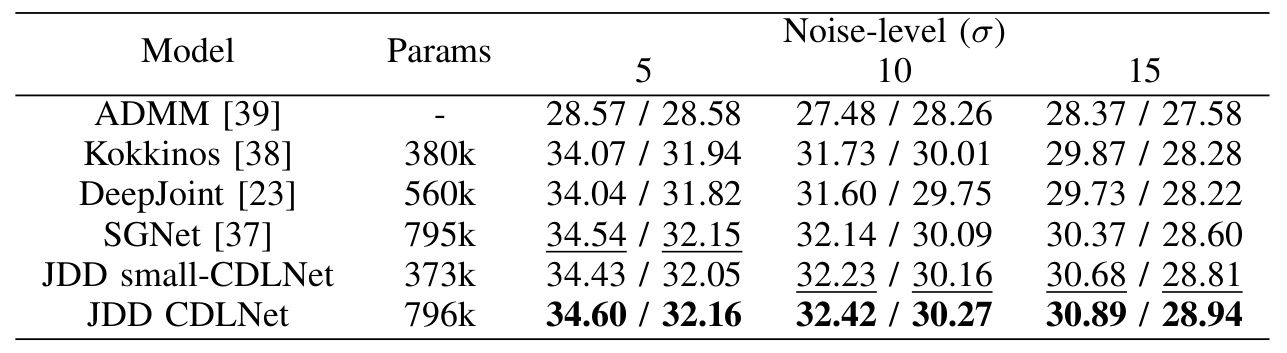 Model Params Noise-level (σ)
5 10 15
ADMM [39] - 28.57 / 28.58 27.48 / 28.26 28.37 / 27.58
Kokkinos [38] 380k 34.07 / 31.94 31.73 / 30.01 29.87 / 28.28
DeepJoint [23] 560k 34.04 / 31.82 31.60 / 29.75 29.73 / 28.22
SGNet [37] 795k 34.54 / 32.15 32.14 / 30.09 30.37 / 28.60
JDD small-CDLNet 373k 34.43 / 32.05 32.23 / 30.16 30.68 / 28.81
JDD CDLNet 796k 34.60 / 32.16 32.42 / 30.27 30.89 / 28.94